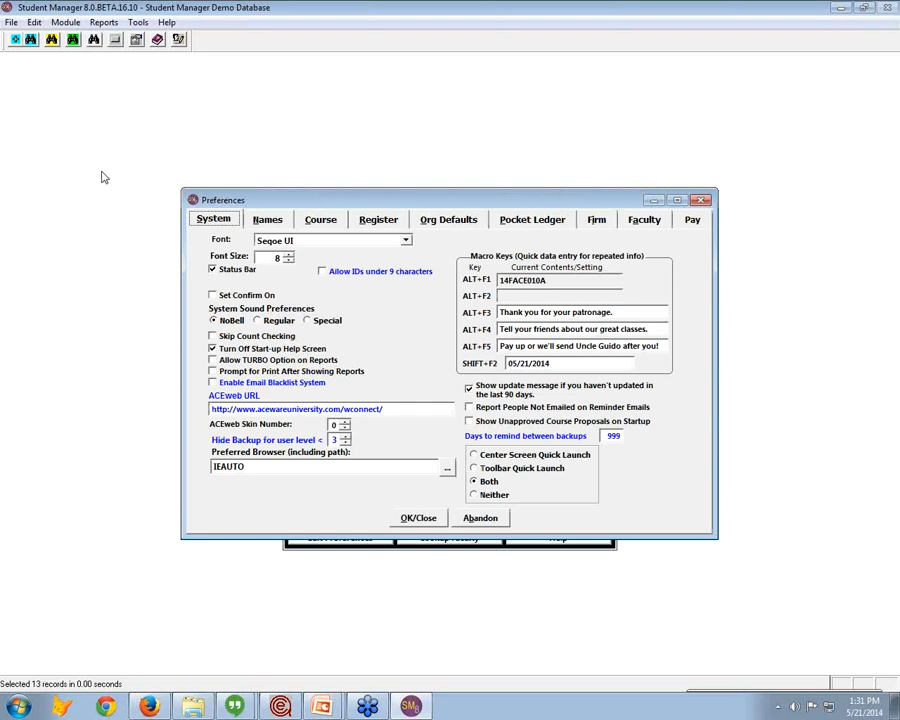 Student Manager 8.0.BETA.16.10 - Student Manager Demo Database
File Edit Module Reports Tools Help
Preferences
System Names Course Register Org Defaults Pocket Ledger Firm Faculty Pay
Font: Segoe UI
Font Size: 8
Status Bar
Allow IDs under 9 characters
Set Confirm On
System Sound Preferences
NoBell Regular Special
Skip Count Checking
Turn Off Start-up Help Screen
Allow TURBO Option on Reports
Prompt for Print After Showing Reports
Enable Email Blacklist System
ACEweb URL
http://www.acewareuniversity.com/wconnect/
ACEweb Skin Number: 0
Hide Backup for user level < 3
Preferred Browser (including path):
IEAUTO
...
Macro Keys (Quick data entry for repeated info)
Key Current Contents/Setting
ALT+F1 14FACE010A
ALT+F2
ALT+F3 Thank you for your patronage.
ALT+F4 Tell your friends about our great classes.
ALT+F5 Pay up or we'll send Uncle Guido after you!
SHIFT+F2 05/21/2014
Show update message if you haven't updated in
the last 90 days.
Report People Not Emailed on Reminder Emails
Show Unapproved Course Proposals on Startup
Days to remind between backups 999
Center Screen Quick Launch
Toolbar Quick Launch
Both
Neither
OK/Close Abandon
Selected 13 records in 0.00 seconds
SM8
1:31 PM
5/21/2014